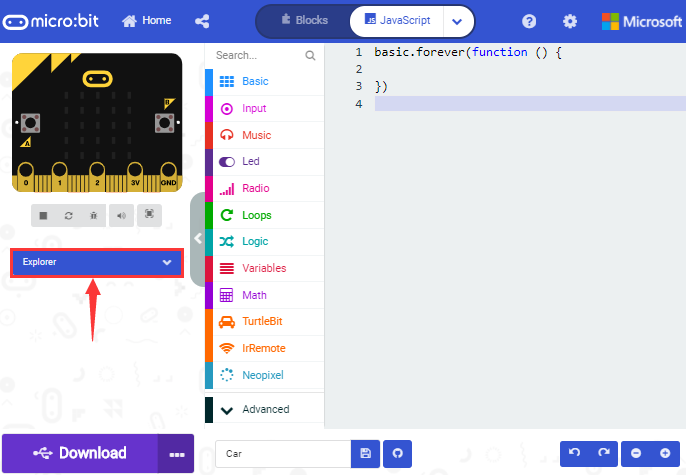 micro:bit
Home
Blocks
JS JavaScript
?
Microsoft
B
A
0 1 2 3V GND
Explorer
Search...
Basic
Input
Music
Led
Radio
Loops
Logic
Variables
Math
TurtleBit
IrRemote
Neopixel
Advanced
1 basic.forever(function () {
2
3 })
4
Download
Car